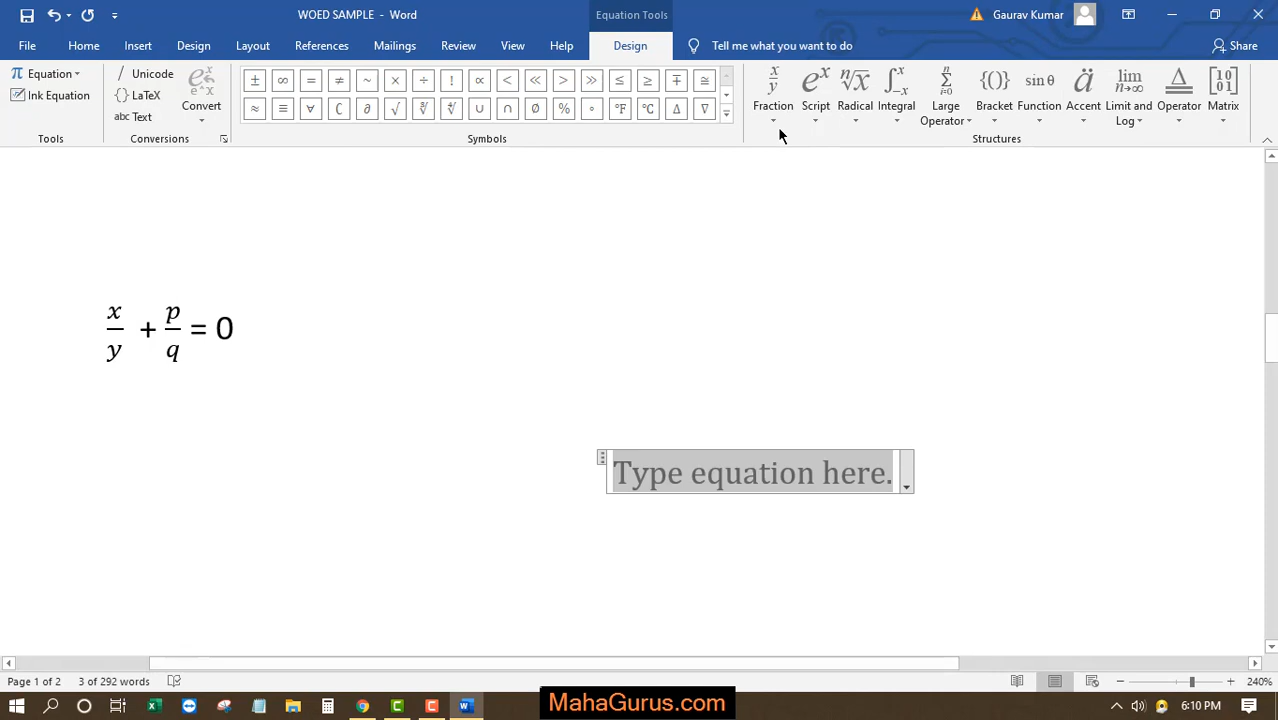 WOED SAMPLE - Word
Equation Tools
Gaurav Kumar
File Home Insert Design Layout References Mailings Review View Help Design Tell me what you want to do Share
π Equation
Ink Equation
Tools
Unicode
LaTeX
abc Text
Convert
Conversions
± ∞ = ≠ ~ × ÷ ! ∝ < ≪ > ≫ ≤ ≥ ∓ ≅
≈ ≡ ∀ ∁ ∂ √ ∛ ∜ ∪ ∩ ∅ % ° °F °C ∆ ∇
Symbols
Fraction Script Radical Integral Large Operator Bracket Function Accent Limit and Log Operator Matrix
Structures
x/y + p/q = 0
Type equation here.
Page 1 of 2 3 of 292 words 240%
MahaGurus.com
6:10 PM